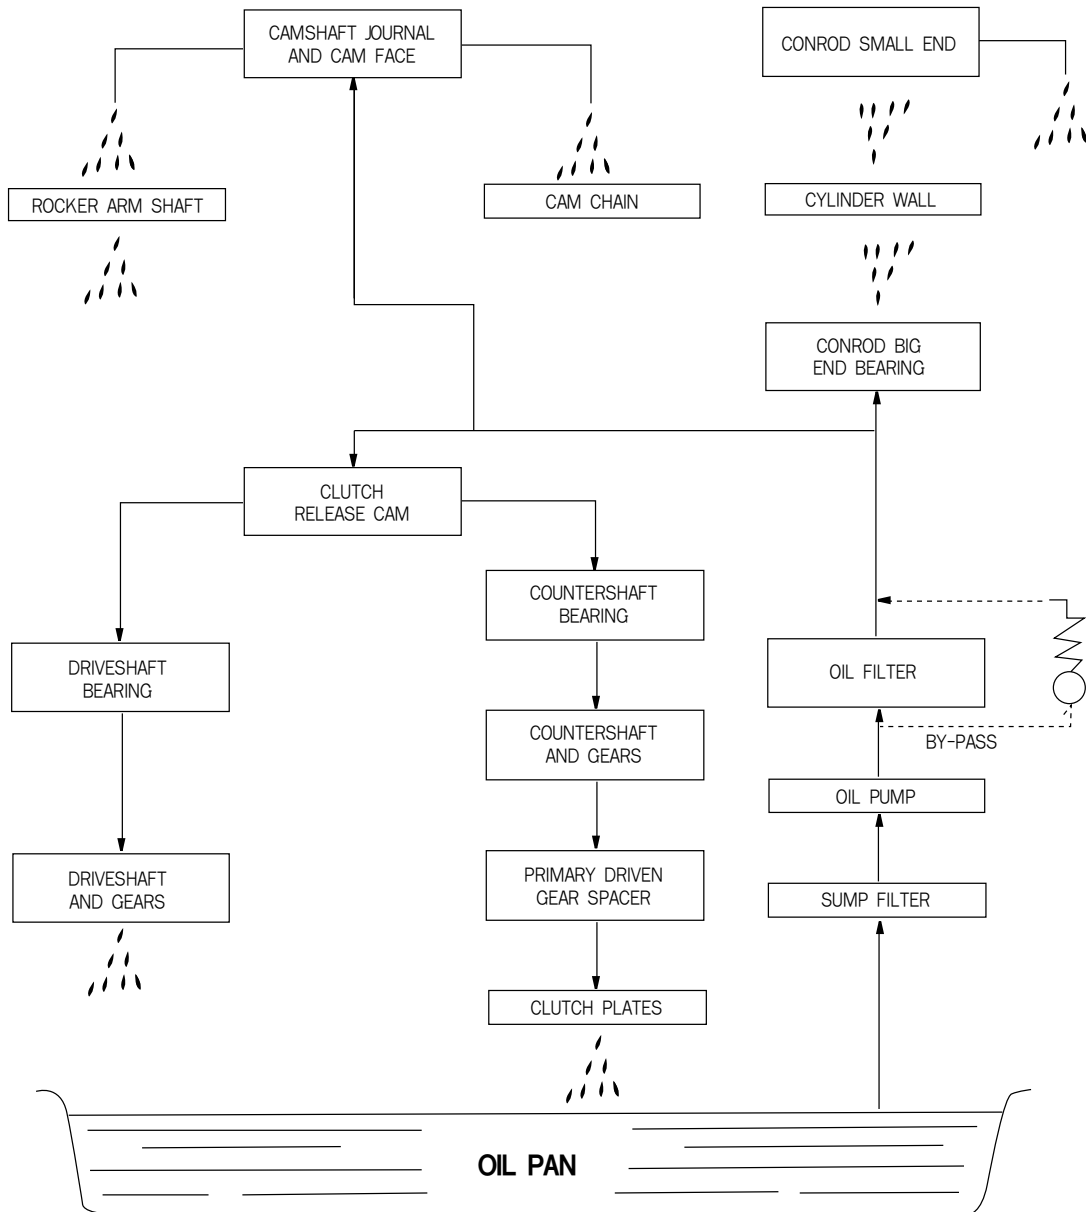 CAMSHAFT JOURNAL
AND CAM FACE
CONROD SMALL END
ROCKER ARM SHAFT
CAM CHAIN
CYLINDER WALL
CONROD BIG
END BEARING
CLUTCH
RELEASE CAM
COUNTERSHAFT
BEARING
DRIVESHAFT
BEARING
OIL FILTER
COUNTERSHAFT
AND GEARS
BY-PASS
OIL PUMP
DRIVESHAFT
AND GEARS
PRIMARY DRIVEN
GEAR SPACER
SUMP FILTER
CLUTCH PLATES
OIL PAN